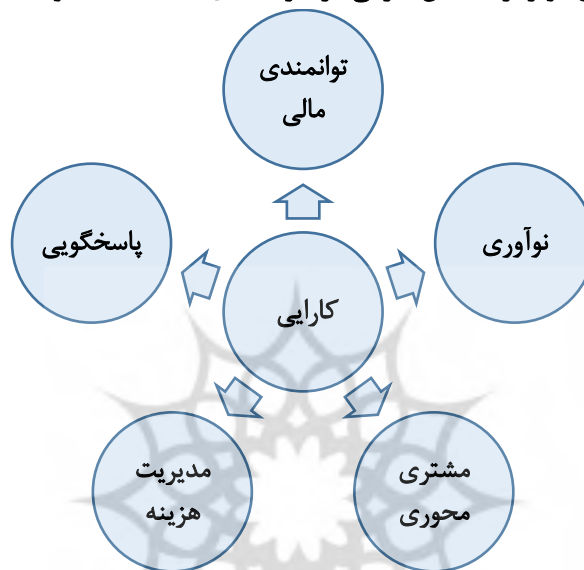 توانمندی
مالی
نوآوری
پاسخگویی
کارایی
مشتری
محوری
مدیریت
هزینه